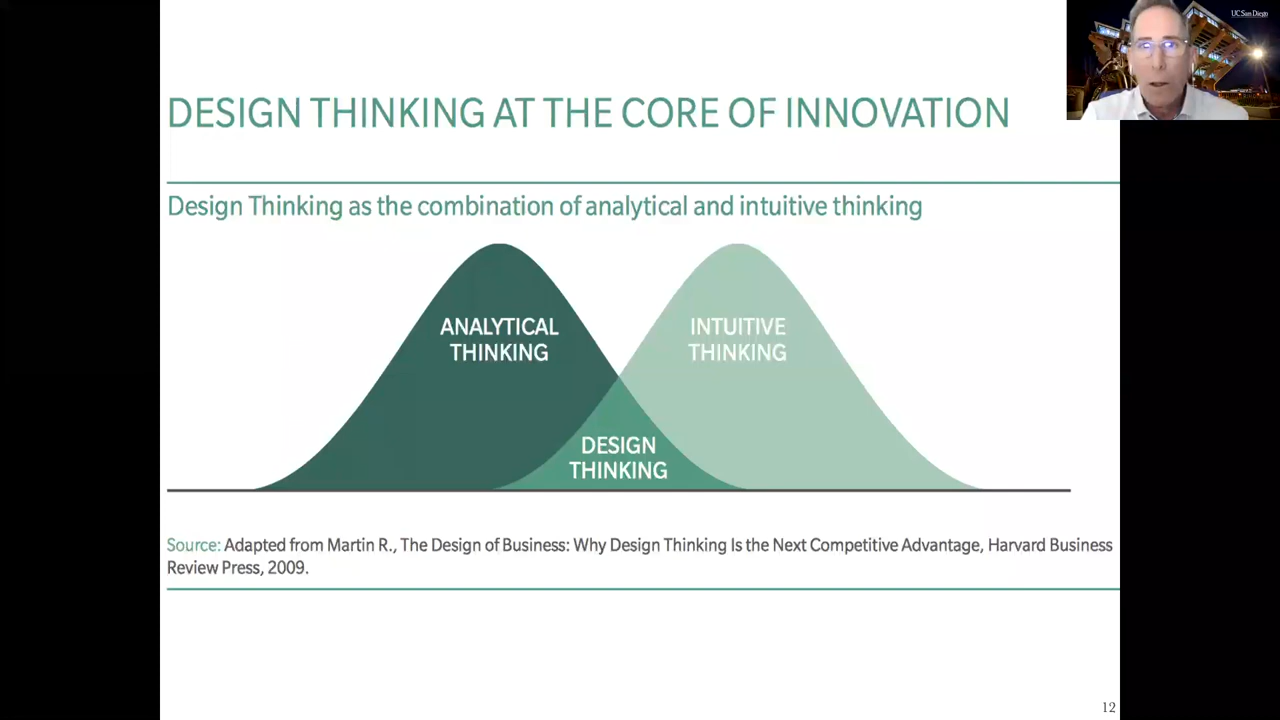 UC San Diego
DESIGN THINKING AT THE CORE OF INNOVATION
Design Thinking as the combination of analytical and intuitive thinking
ANALYTICAL
THINKING
INTUITIVE
THINKING
DESIGN
THINKING
Source: Adapted from Martin R., The Design of Business: Why Design Thinking Is the Next Competitive Advantage, Harvard Business
Review Press, 2009.
12